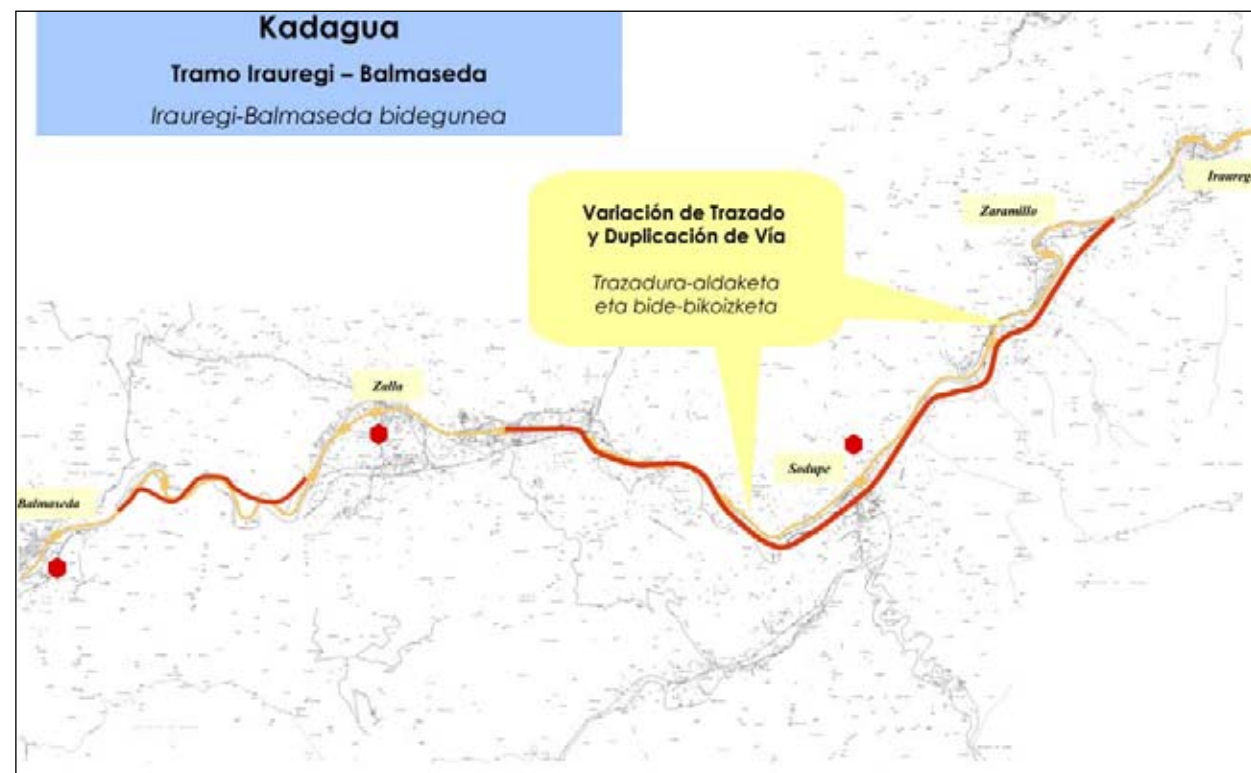 Kadagua
Tramo Irauregi – Balmaseda
Irauregi-Balmaseda bidegunea
Variación de Trazado
y Duplicación de Vía
Trazadura-aldaketa
eta bide-bikoizketa
Irauregi
Zaramillo
Zalla
Sodupe
Balmaseda